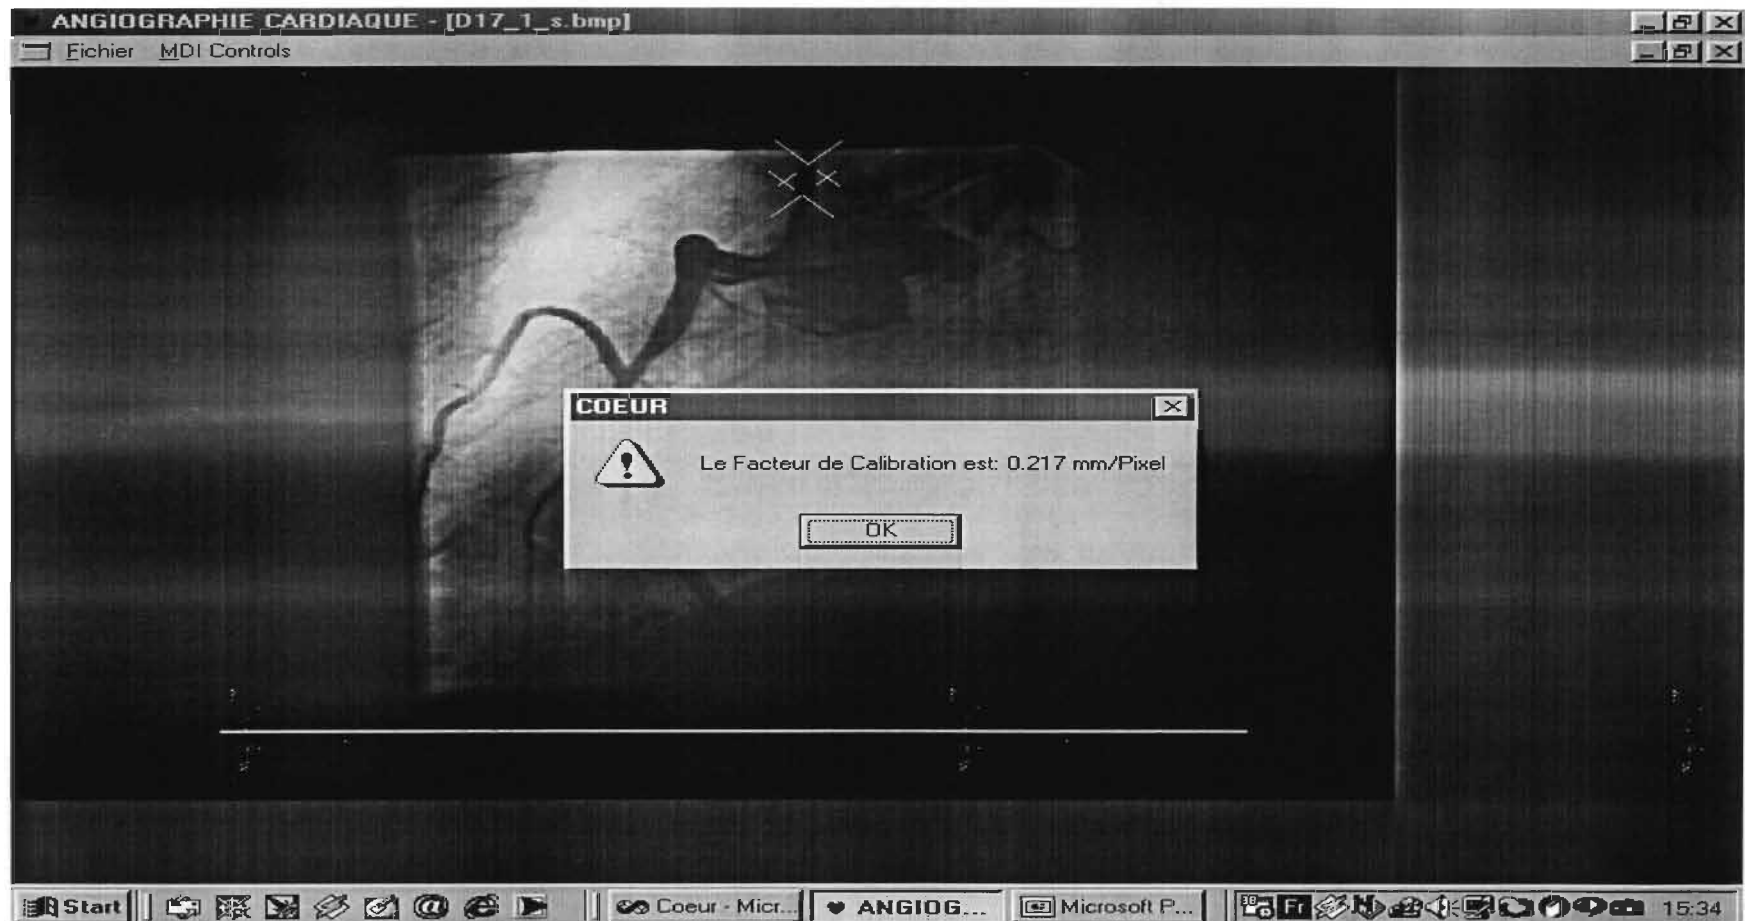 ANGIOGRAPHIE CARDIAQUE - [D17_1_s.bmp]
Fichier MDI Controls
COEUR
Le Facteur de Calibration est: 0.217 mm/Pixel
OK
Start Coeur - Micr... ANGIOG... Microsoft P... Fr 15:34